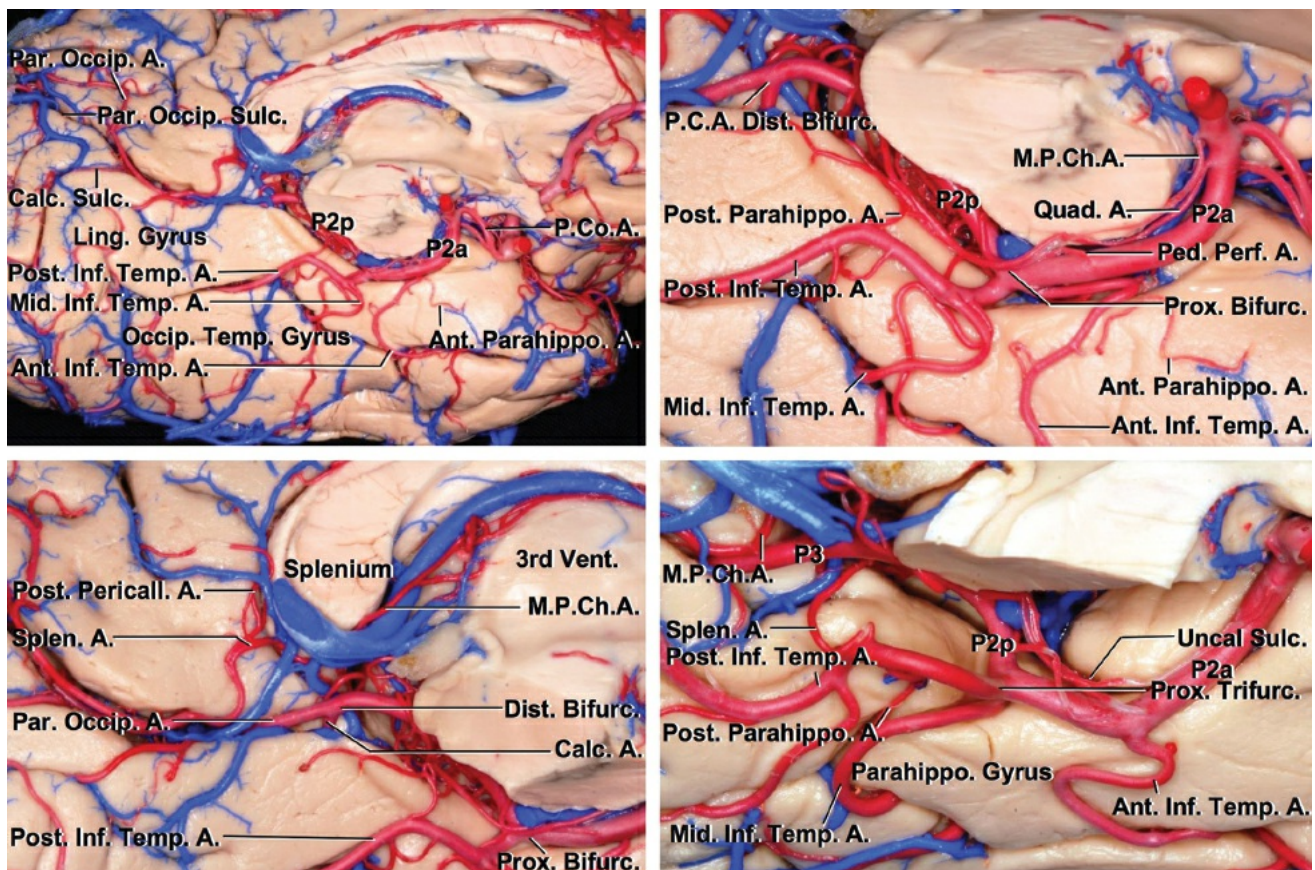 Par. Occip. A.
Par. Occip. Sulc.
Calc. Sulc.
Ling. Gyrus
P2p
P2a
P.Co.A.
Post. Inf. Temp. A.
Mid. Inf. Temp. A.
Occip. Temp. Gyrus
Ant. Parahippo. A.
Ant. Inf. Temp. A.
P.C.A. Dist. Bifurc.
M.P.Ch.A.
Post. Parahippo. A.
P2p
Quad. A.
P2a
Ped. Perf. A.
Post. Inf. Temp. A.
Prox. Bifurc.
Ant. Parahippo. A.
Mid. Inf. Temp. A.
Ant. Inf. Temp. A.
Splenium
3rd Vent.
Post. Pericall. A.
M.P.Ch.A.
Splen. A.
Par. Occip. A.
Dist. Bifurc.
Calc. A.
Post. Inf. Temp. A.
Prox. Bifurc.
P3
M.P.Ch.A.
Splen. A.
P2p
Uncal Sulc.
Post. Inf. Temp. A.
P2a
Prox. Trifurc.
Post. Parahippo. A.
Parahippo. Gyrus
Ant. Inf. Temp. A.
Mid. Inf. Temp. A.